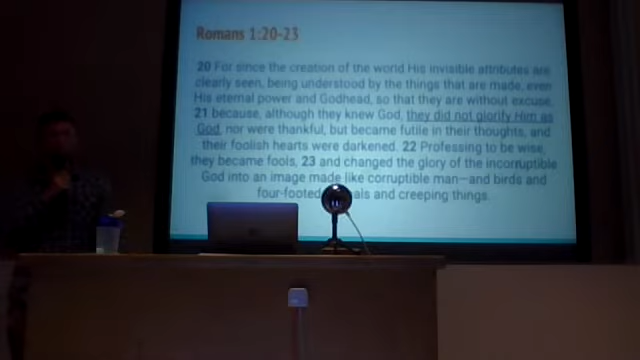 Romans 1:20-23
20 For since the creation of the world His invisible attributes are
clearly seen, being understood by the things that are made, even
His eternal power and Godhead, so that they are without excuse,
21 because, although they knew God, they did not glorify Him as
God, nor were thankful, but became futile in their thoughts, and
their foolish hearts were darkened. 22 Professing to be wise,
they became fools, 23 and changed the glory of the incorruptible
God into an image made like corruptible man—and birds and
four-footed als and creeping things.